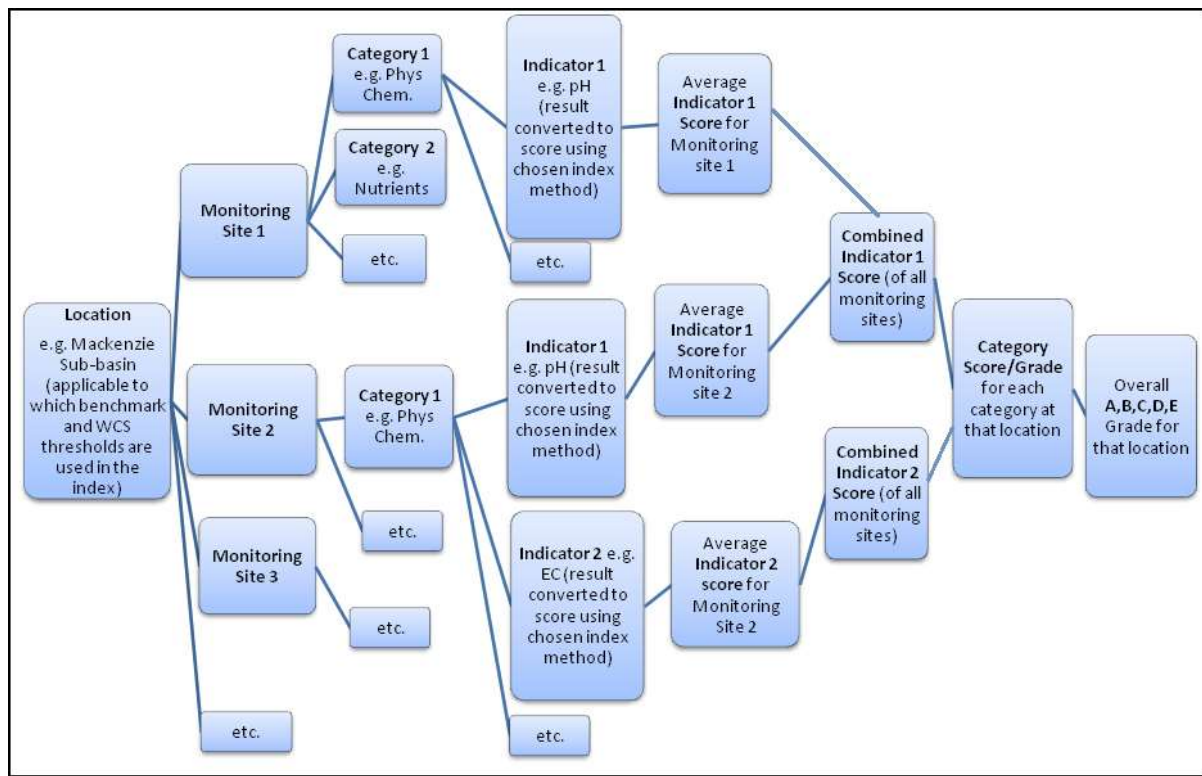 Location
e.g. Mackenzie
Sub-basin
(applicable to
which benchmark
and WCS
thresholds are
used in the
index)
Monitoring
Site 1
Monitoring
Site 2
Monitoring
Site 3
etc.
Category 1
e.g. Phys
Chem.
Category 2
e.g.
Nutrients
etc.
Category 1
e.g. Phys
Chem.
etc.
etc.
Indicator 1
e.g. pH
(result
converted to
score using
chosen index
method)
etc.
Indicator 1
e.g. pH (result
converted to
score using
chosen index
method)
Indicator 2 e.g.
EC (result
converted to
score using
chosen index
method)
etc.
Average
Indicator 1
Score for
Monitoring
site 1
Average
Indicator 1
Score for
Monitoring
site 2
Average
Indicator 2
score for
Monitoring
Site 2
Combined
Indicator 1
Score (of all
monitoring
sites)
Combined
Indicator 2
Score (of all
monitoring
sites)
Category
Score/Grade
for each
category at
that location
Overall
A,B,C,D,E
Grade for
that location